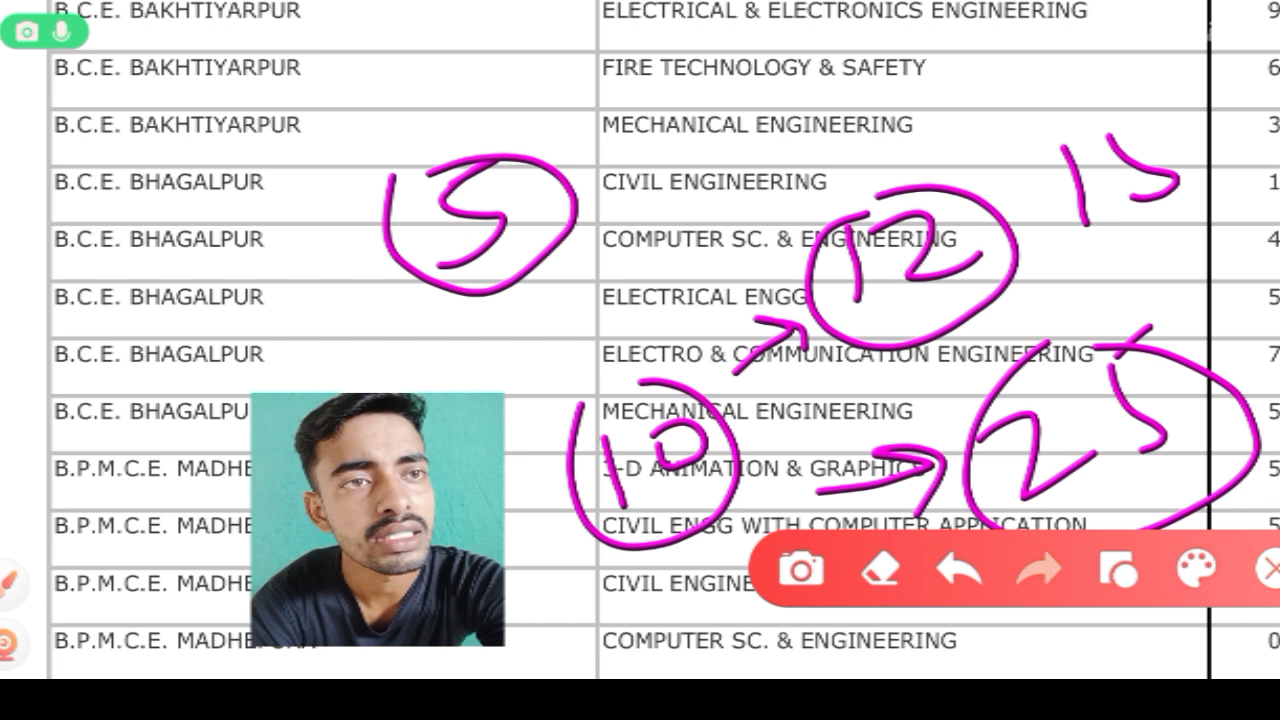 B.C.E. BAKHTIYARPUR ELECTRICAL & ELECTRONICS ENGINEERING 9
B.C.E. BAKHTIYARPUR FIRE TECHNOLOGY & SAFETY 6
B.C.E. BAKHTIYARPUR MECHANICAL ENGINEERING 3
15
B.C.E. BHAGALPUR CIVIL ENGINEERING 1
5
12
B.C.E. BHAGALPUR COMPUTER SC. & ENGINEERING 4
B.C.E. BHAGALPUR ELECTRICAL ENGG 5
B.C.E. BHAGALPUR ELECTRO & COMMUNICATION ENGINEERING 7
B.C.E. BHAGALPU MECHANICAL ENGINEERING 5
10
25
B.P.M.C.E. MADHE 3-D ANIMATION & GRAPHICS 5
B.P.M.C.E. MADHE CIVIL ENGG WITH COMPUTER APPLICATION 5
B.P.M.C.E. MADHE CIVIL ENGINE
B.P.M.C.E. MADHEPURA COMPUTER SC. & ENGINEERING 0